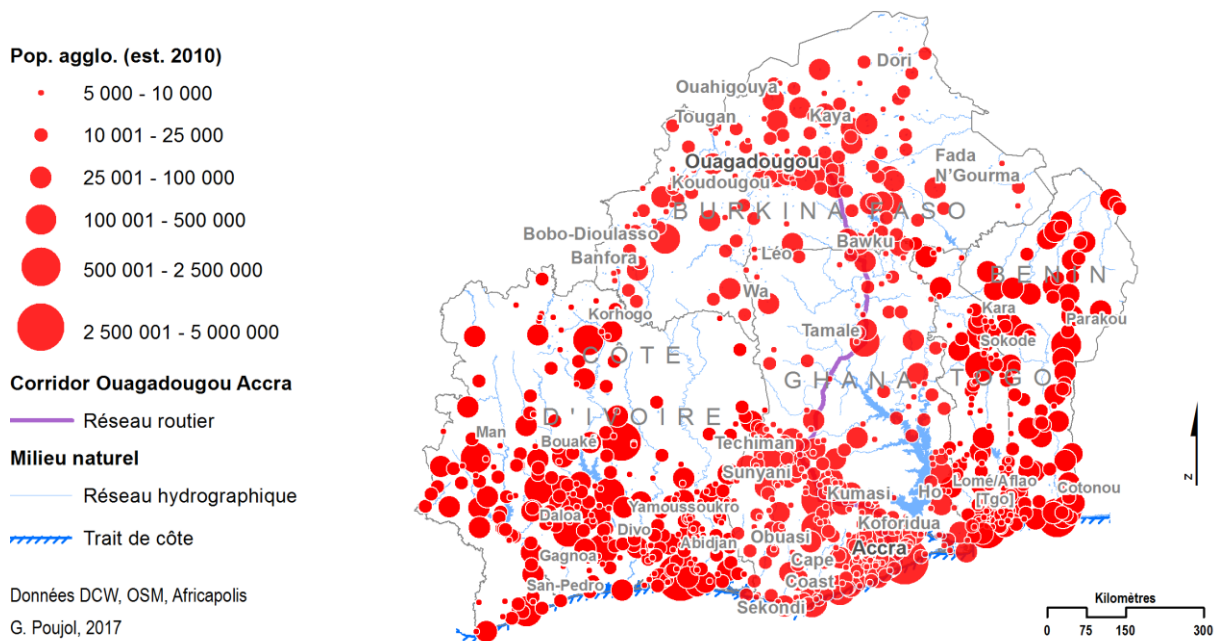 Pop. agglo. (est. 2010)
5 000 - 10 000
10 001 - 25 000
25 001 - 100 000
100 001 - 500 000
500 001 - 2 500 000
2 500 001 - 5 000 000
Corridor Ouagadougou Accra
Réseau routier
Milieu naturel
Réseau hydrographique
Trait de côte
Données DCW, OSM, Africapolis
G. Poujol, 2017
Dori
Ouahigouya
Tougan
Kaya
Ouagadougou
Fada
N'Gourma
Koudougou
BURKINA FASO
Bobo-Dioulasso
Bawku
Banfora
Léo
BENIN
Wa
Kara
Korhogo
Parakou
Tamale
Sokode
CÔTE
GHANA
TOGO
D'IVOIRE
Man
Bouaké
Techiman
Sunyani
Lomé/Aflao
[Tgo]
Cotonou
Kumasi
Ho
Yamoussoukro
Daloa
Divo
Koforidua
Obuasi
Abidjan
Accra
Gagnoa
Cape
Coast
San-Pedro
Sekondi
Kilomètres
0 75 150 300
N